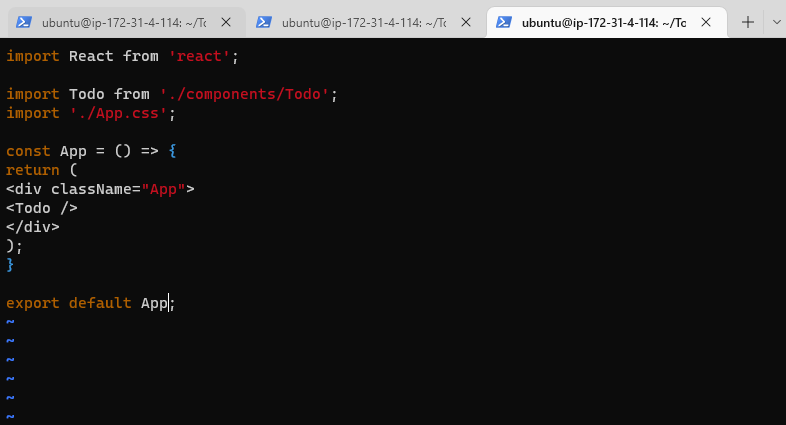 ubuntu@ip-172-31-4-114: ~/To
ubuntu@ip-172-31-4-114: ~/To
ubuntu@ip-172-31-4-114: ~/To
import React from 'react';
import Todo from './components/Todo';
import './App.css';
const App = () => {
return (
<div className="App">
<Todo />
</div>
);
}
export default App;
~
~
~
~
~
~